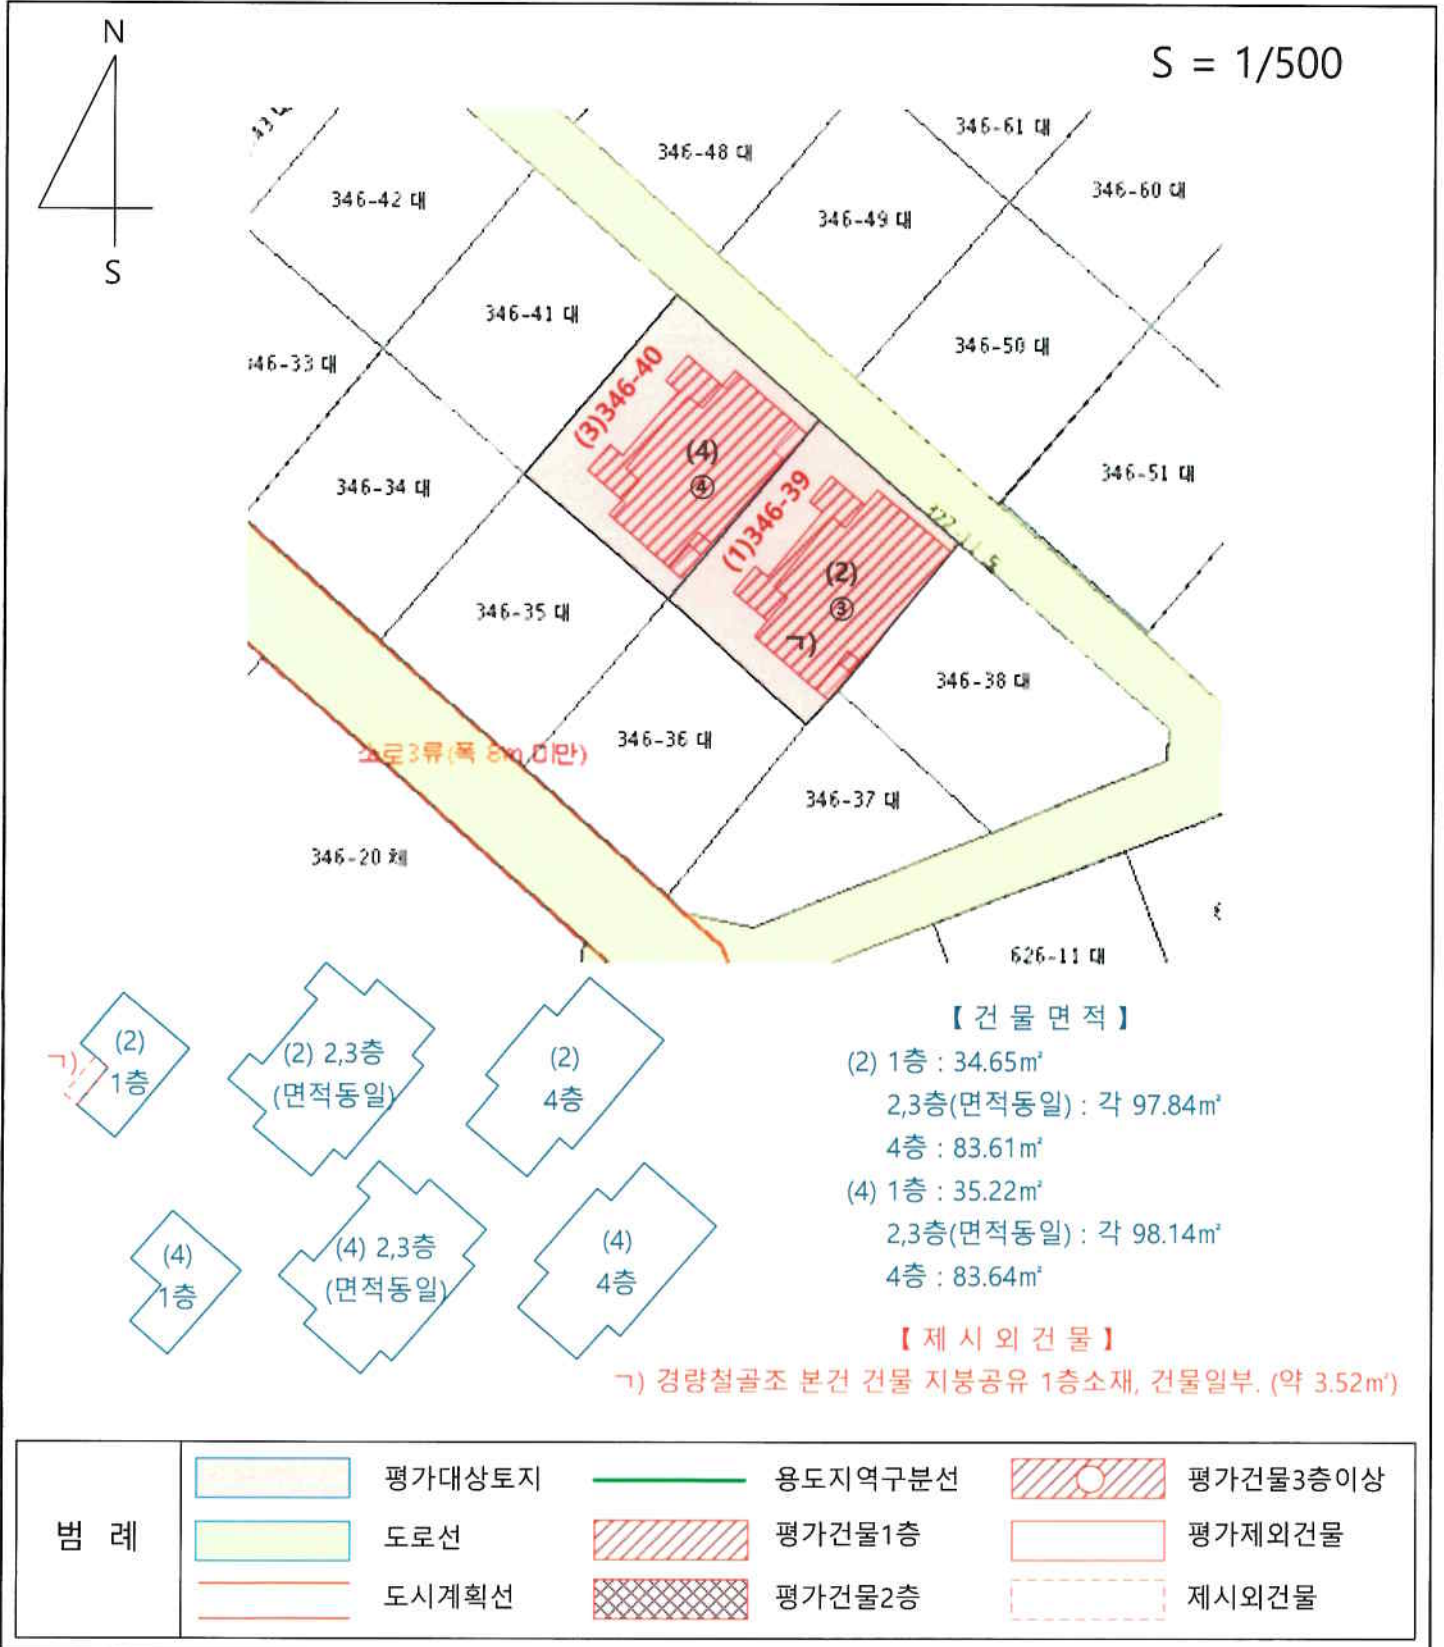 N
S = 1/500
S
346-61 대
346-48 대
346-60 대
346-42 대
346-49 대
346-41 대
346-50 대
346-33 대
(3)346-40
346-51 대
(4)
④
346-34 대
(1)346-39
(2)
③
346-35 대
ㄱ)
346-38 대
346-36 대
소로3류(폭 8m 미만)
346-37 대
346-20 체
626-11 대
【 건 물 면 적 】
(2) 1층 : 34.65㎡
2,3층(면적동일) : 각 97.84㎡
4층 : 83.61㎡
(4) 1층 : 35.22㎡
2,3층(면적동일) : 각 98.14㎡
4층 : 83.64㎡
ㄱ)
(2)
1층
(2) 2,3층
(면적동일)
(2)
4층
(4)
1층
(4) 2,3층
(면적동일)
(4)
4층
【 제 시 외 건 물 】
ㄱ) 경량철골조 본건 건물 지붕공유 1층소재, 건물일부. (약 3.52㎡)
범 례
평가대상토지
용도지역구분선
평가건물3층이상
도로선
평가건물1층
평가제외건물
도시계획선
평가건물2층
제시외건물